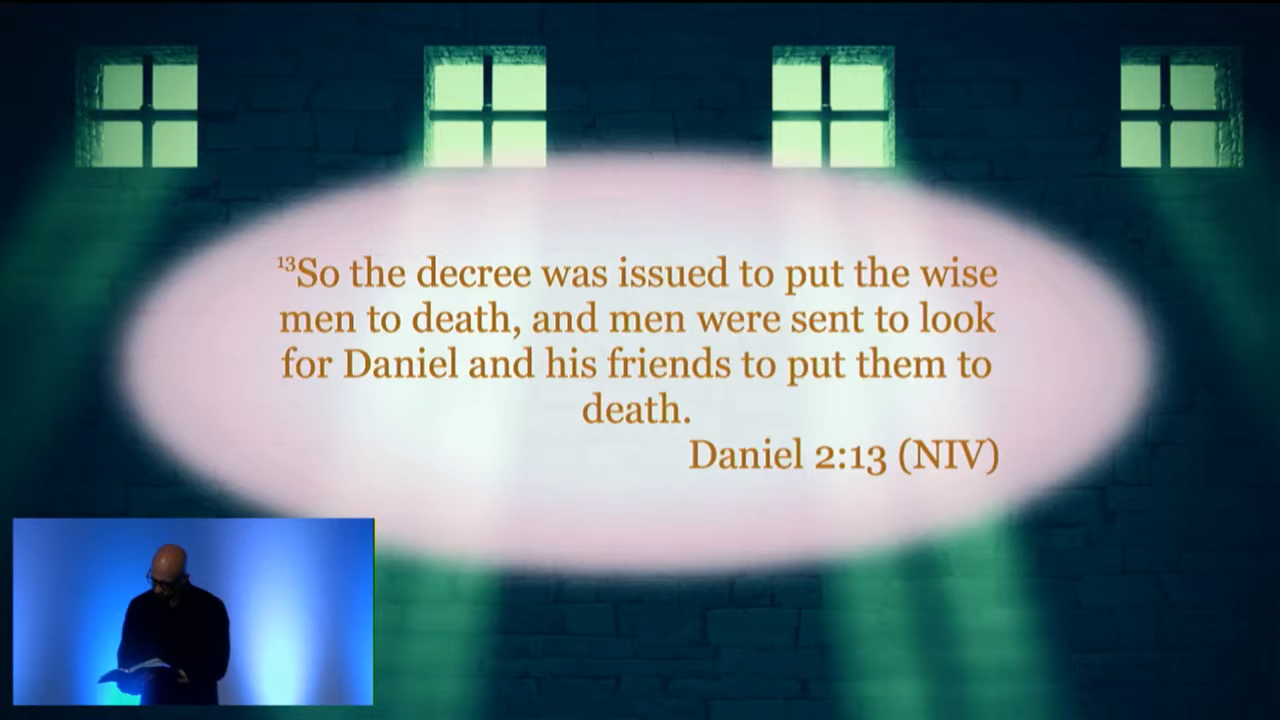 ¹³So the decree was issued to put the wise
men to death, and men were sent to look
for Daniel and his friends to put them to
death.
Daniel 2:13 (NIV)